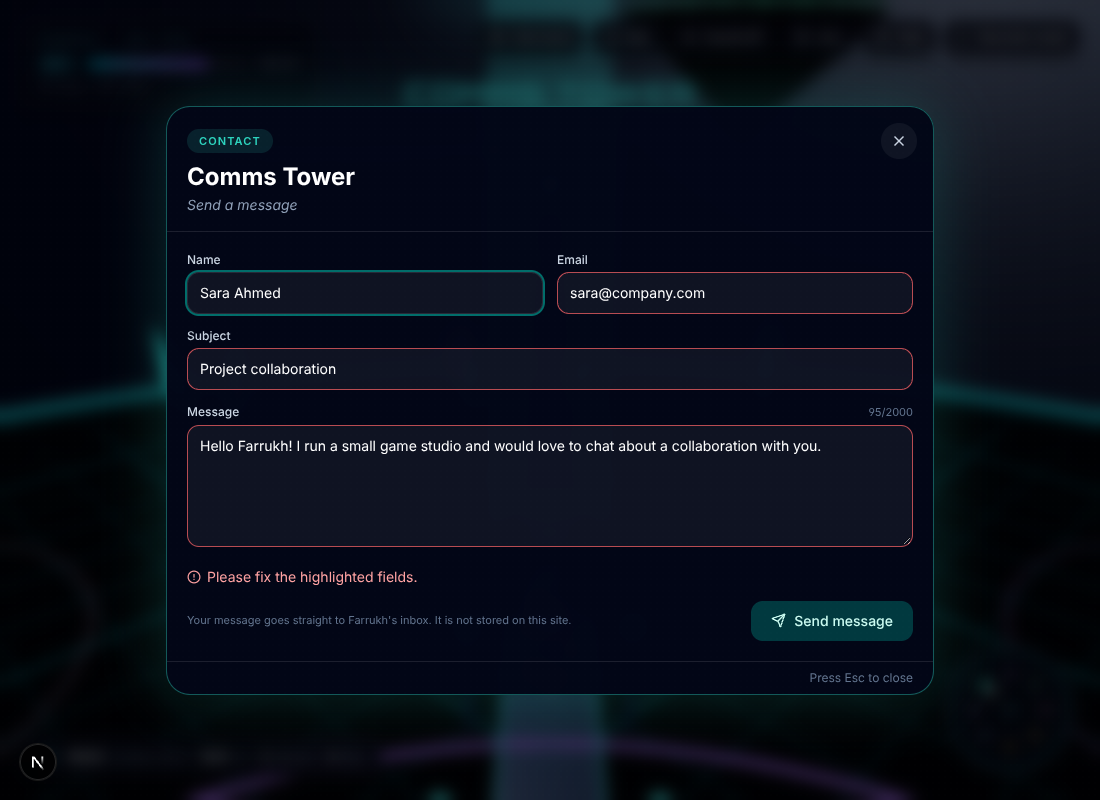 CONTACT
Comms Tower
Send a message
Name
Email
Sara Ahmed
sara@company.com
Subject
Project collaboration
Message
95/2000
Hello Farrukh! I run a small game studio and would love to chat about a collaboration with you.
Please fix the highlighted fields.
Your message goes straight to Farrukh's inbox. It is not stored on this site.
Send message
Press Esc to close
N